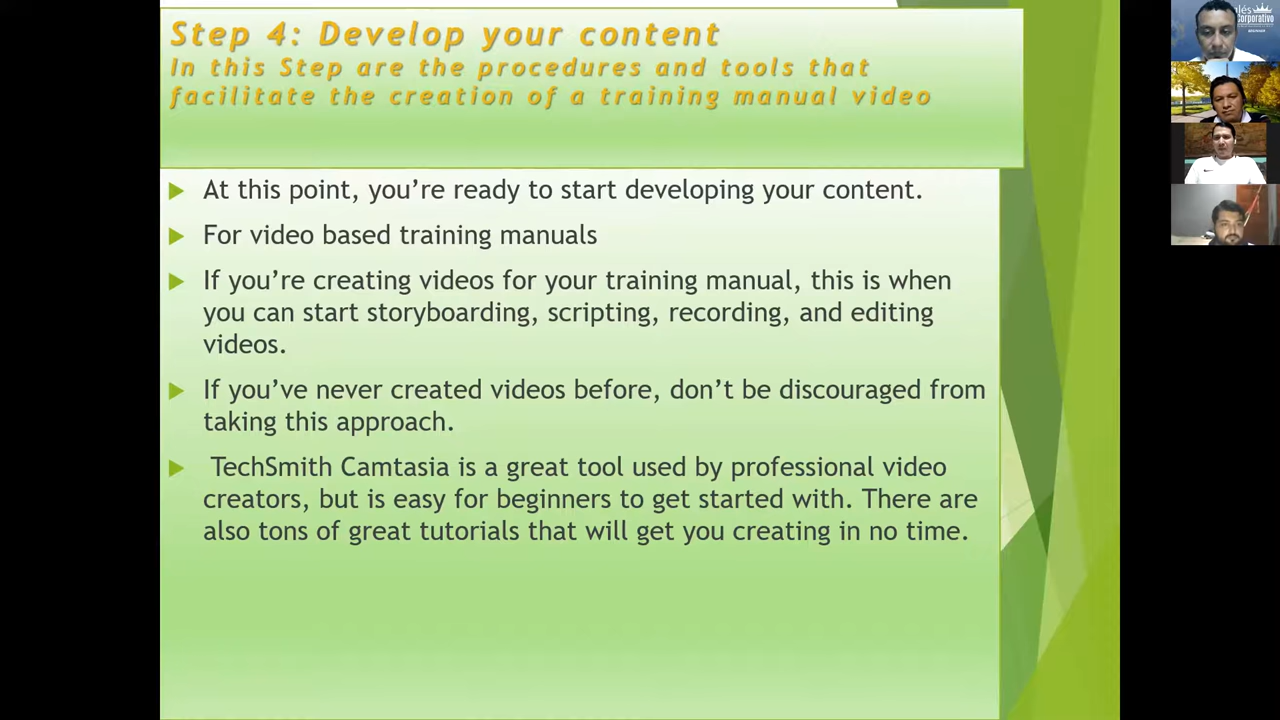 Step 4: Develop your content
In this Step are the procedures and tools that
facilitate the creation of a training manual video
At this point, you’re ready to start developing your content.
For video based training manuals
If you’re creating videos for your training manual, this is when
you can start storyboarding, scripting, recording, and editing
videos.
If you’ve never created videos before, don’t be discouraged from
taking this approach.
TechSmith Camtasia is a great tool used by professional video
creators, but is easy for beginners to get started with. There are
also tons of great tutorials that will get you creating in no time.